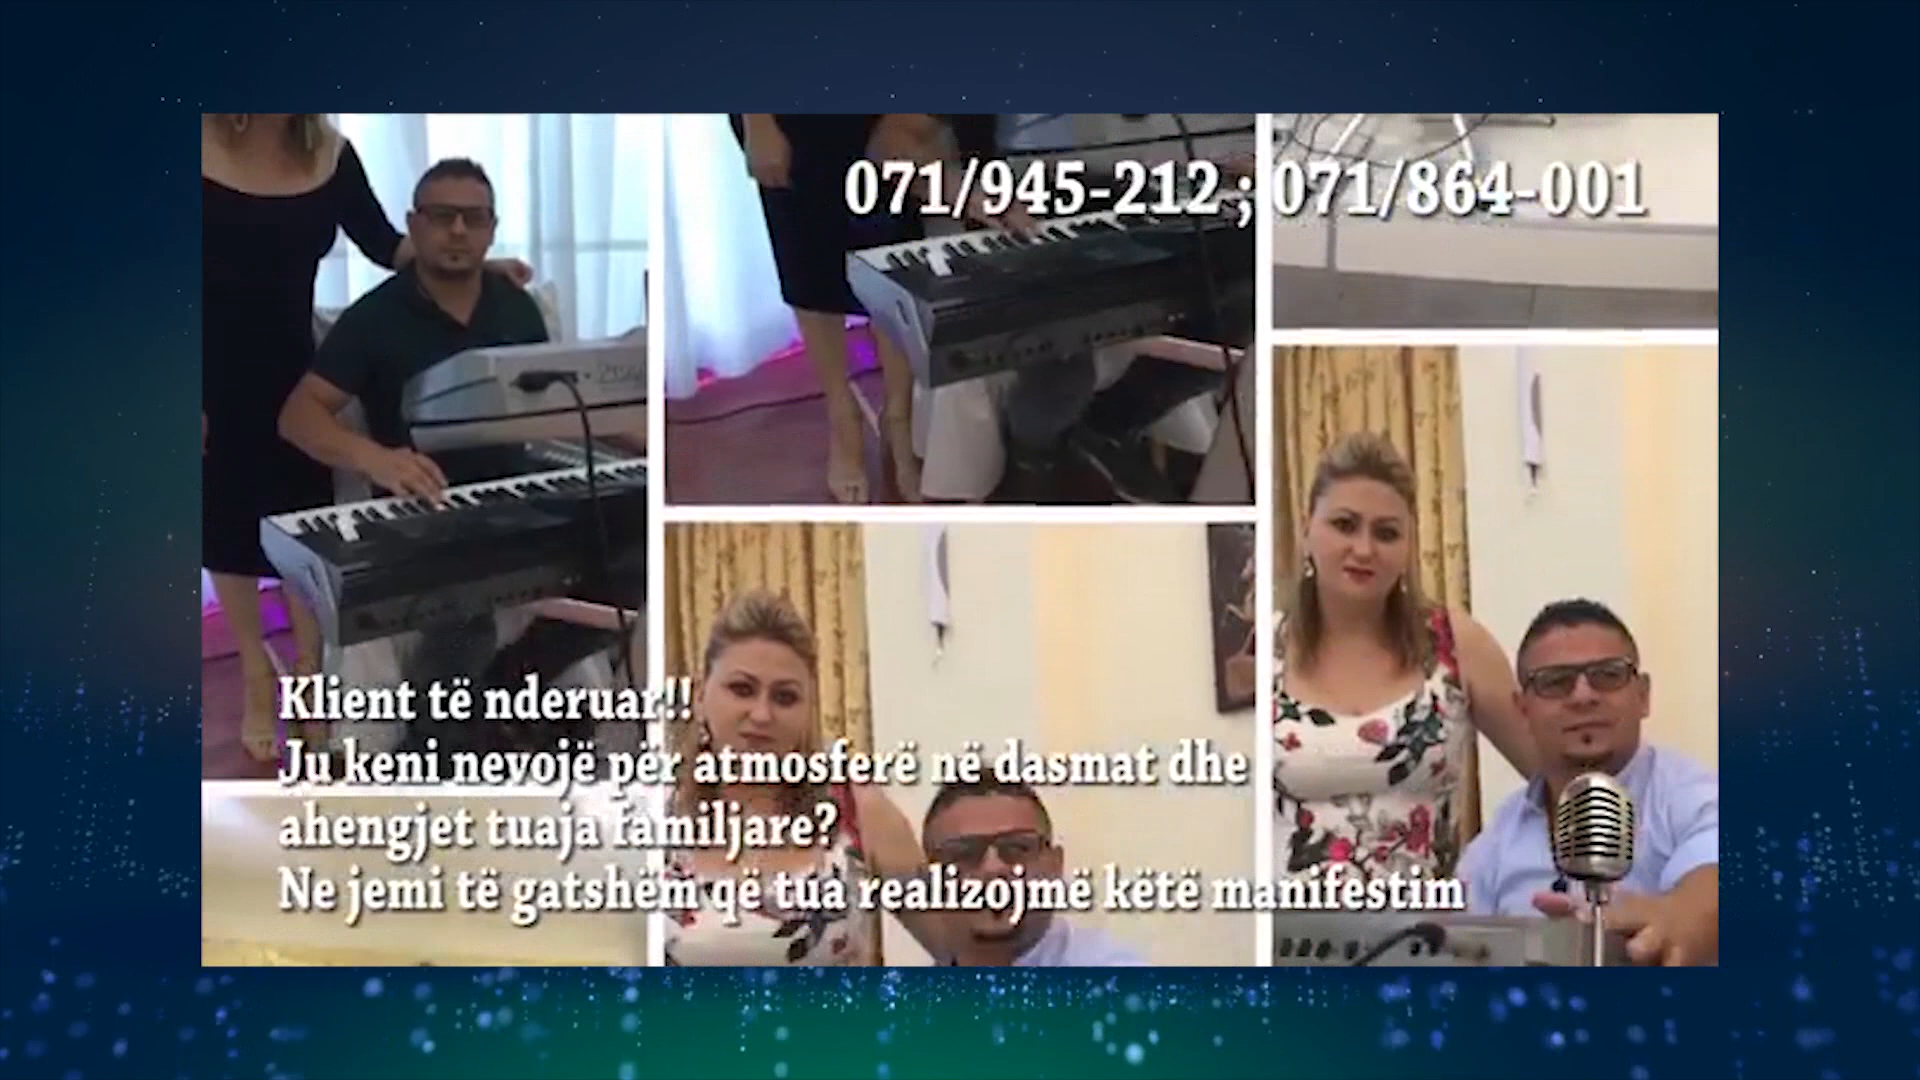 071/945-212 ; 071/864-001
Klient të nderuar!!
Ju keni nevojë për atmosferë në dasmat dhe
ahengjet tuaja familjare?
Ne jemi të gatshëm që tua realizojmë këtë manifestim